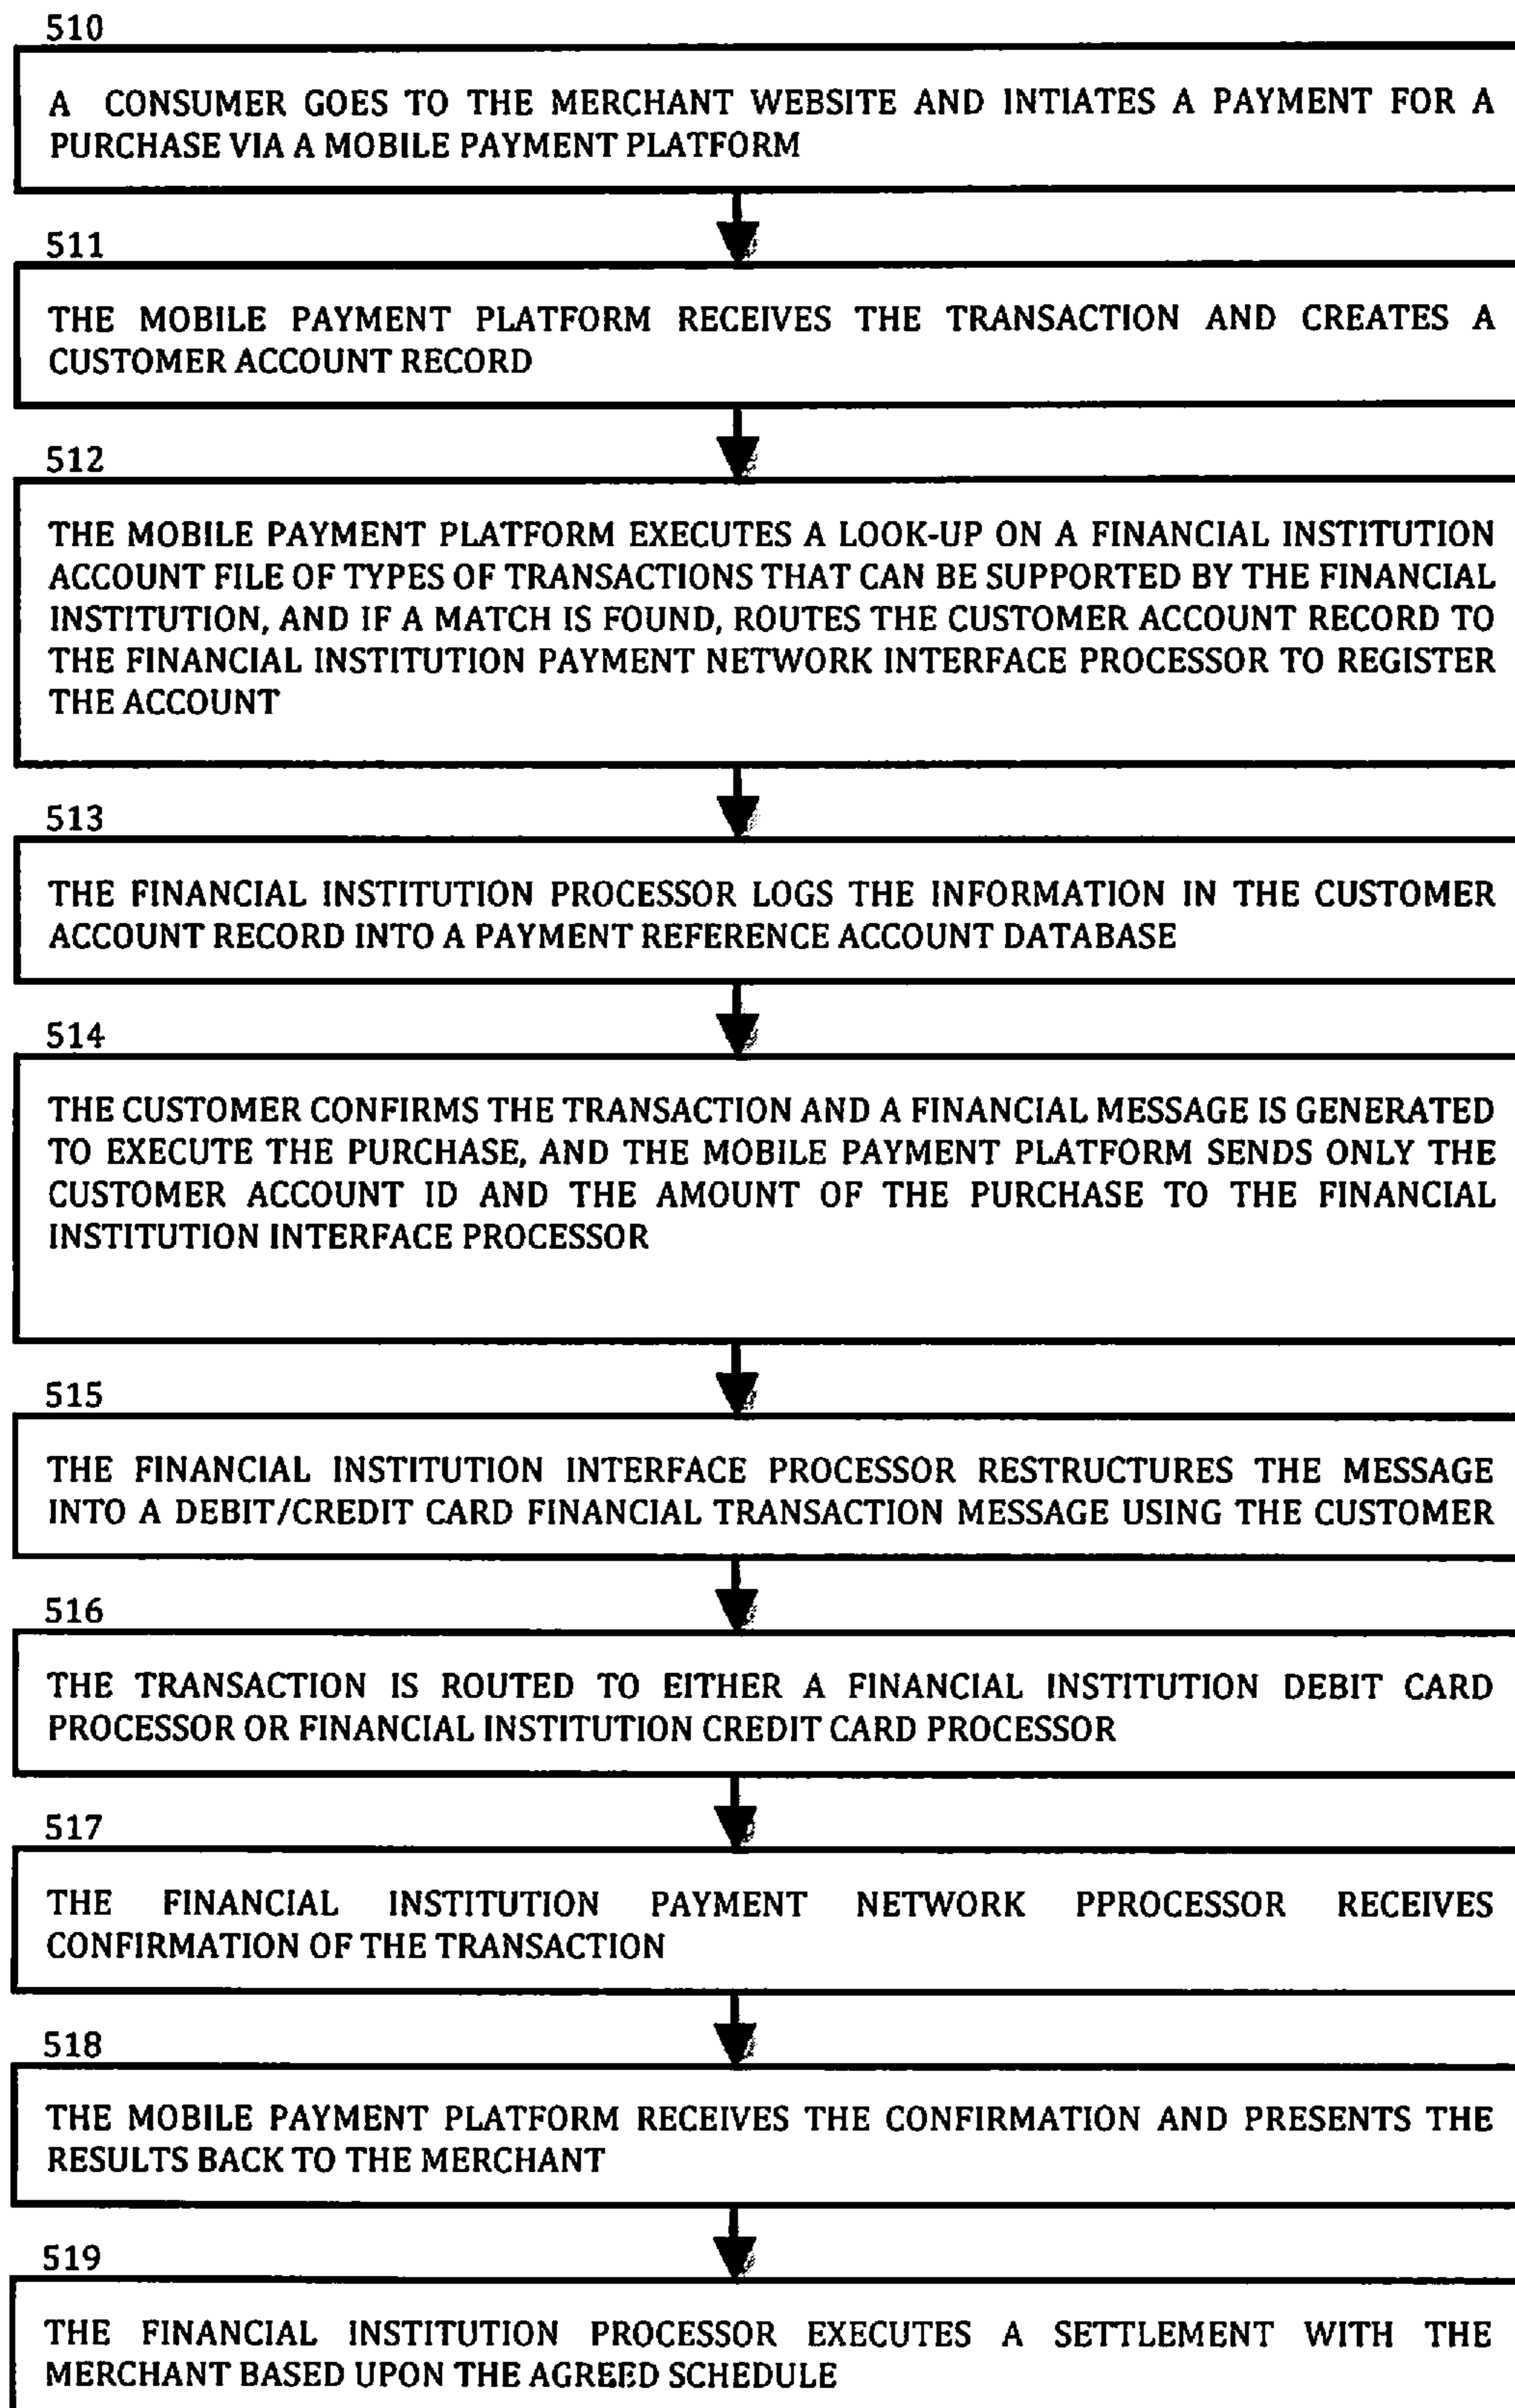 510
A CONSUMER GOES TO THE MERCHANT WEBSITE AND INTIATES A PAYMENT FOR A
PURCHASE VIA A MOBILE PAYMENT PLATFORM
511
THE MOBILE PAYMENT PLATFORM RECEIVES THE TRANSACTION AND CREATES A
CUSTOMER ACCOUNT RECORD
512
THE MOBILE PAYMENT PLATFORM EXECUTES A LOOK-UP ON A FINANCIAL INSTITUTION
ACCOUNT FILE OF TYPES OF TRANSACTIONS THAT CAN BE SUPPORTED BY THE FINANCIAL
INSTITUTION, AND IF A MATCH IS FOUND, ROUTES THE CUSTOMER ACCOUNT RECORD TO
THE FINANCIAL INSTITUTION PAYMENT NETWORK INTERFACE PROCESSOR TO REGISTER
THE ACCOUNT
513
THE FINANCIAL INSTITUTION PROCESSOR LOGS THE INFORMATION IN THE CUSTOMER
ACCOUNT RECORD INTO A PAYMENT REFERENCE ACCOUNT DATABASE
514
THE CUSTOMER CONFIRMS THE TRANSACTION AND A FINANCIAL MESSAGE IS GENERATED
TO EXECUTE THE PURCHASE, AND THE MOBILE PAYMENT PLATFORM SENDS ONLY THE
CUSTOMER ACCOUNT ID AND THE AMOUNT OF THE PURCHASE TO THE FINANCIAL
INSTITUTION INTERFACE PROCESSOR
515
THE FINANCIAL INSTITUTION INTERFACE PROCESSOR RESTRUCTURES THE MESSAGE
INTO A DEBIT/CREDIT CARD FINANCIAL TRANSACTION MESSAGE USING THE CUSTOMER
516
THE TRANSACTION IS ROUTED TO EITHER A FINANCIAL INSTITUTION DEBIT CARD
PROCESSOR OR FINANCIAL INSTITUTION CREDIT CARD PROCESSOR
517
THE FINANCIAL INSTITUTION PAYMENT NETWORK PPROCESSOR RECEIVES
CONFIRMATION OF THE TRANSACTION
518
THE MOBILE PAYMENT PLATFORM RECEIVES THE CONFIRMATION AND PRESENTS THE
RESULTS BACK TO THE MERCHANT
519
THE FINANCIAL INSTITUTION PROCESSOR EXECUTES A SETTLEMENT WITH THE
MERCHANT BASED UPON THE AGREED SCHEDULE